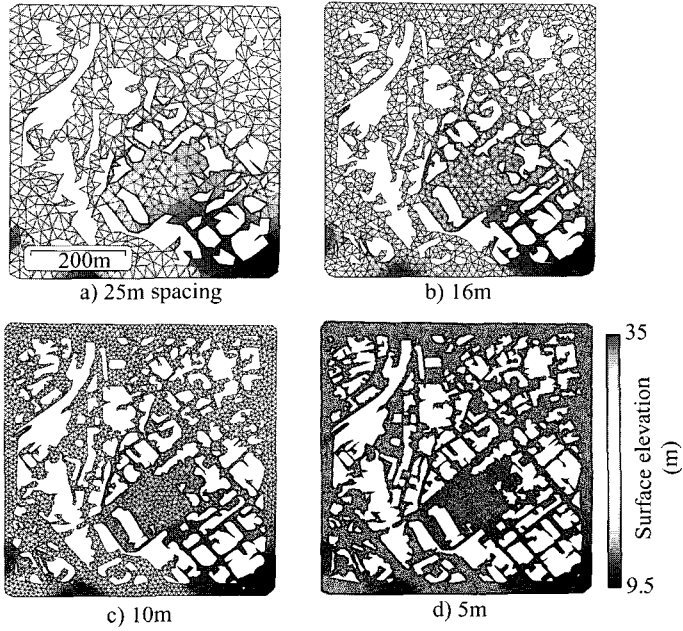 200m
a) 25m spacing
b) 16m
35
Surface elevation
(m)
9.5
c) 10m
d) 5m